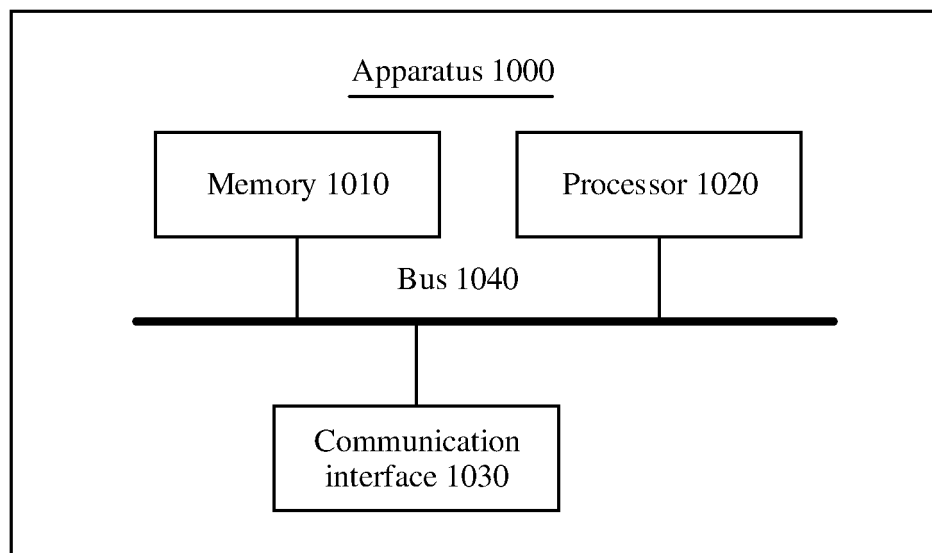 Apparatus 1000
Memory 1010
Processor 1020
Bus 1040
Communication
interface 1030